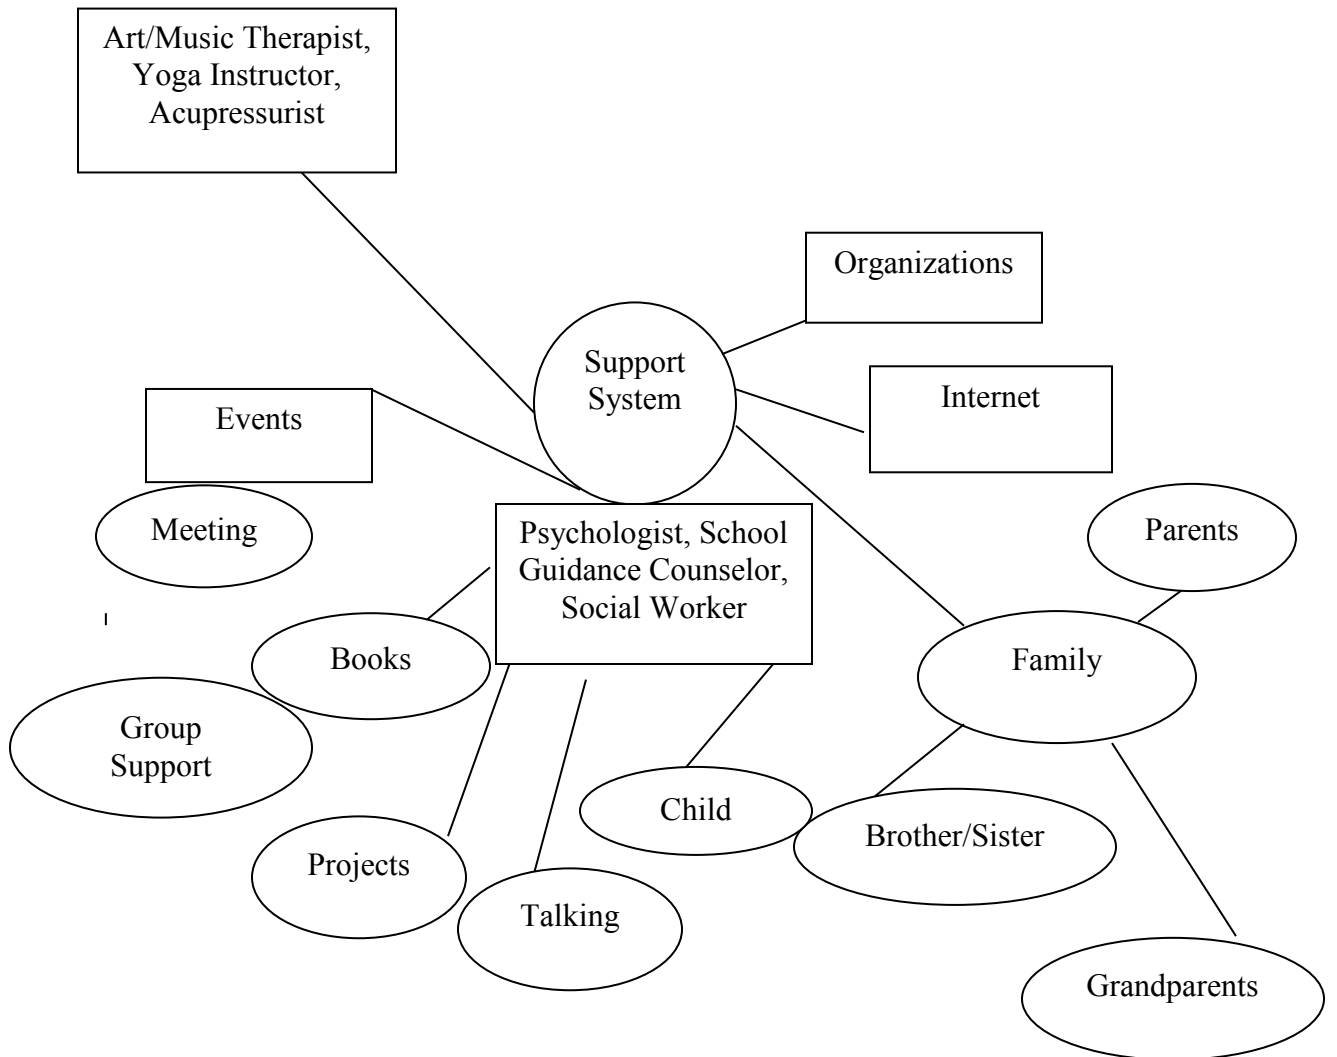 Art/Music Therapist,
Yoga Instructor,
Acupressurist
Organizations
Support
System
Internet
Events
Meeting
Psychologist, School
Guidance Counselor,
Social Worker
Parents
Books
Family
Group
Support
Child
Brother/Sister
Projects
Talking
Grandparents